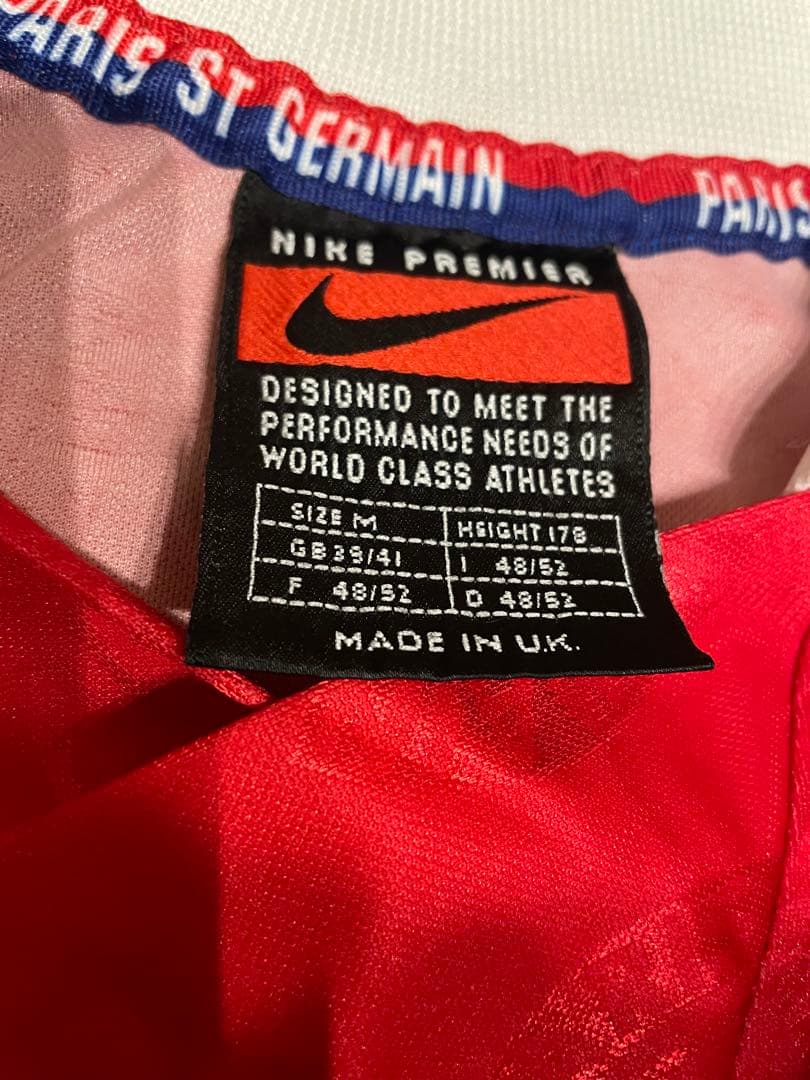 PARIS ST GERMAIN PARIS
NIKE PREMIER
DESIGNED TO MEET THE
PERFORMANCE NEEDS OF
WORLD CLASS ATHLETES
SIZE M HEIGHT 178
GB 39/41 I 48/52
F 48/52 D 48/52
MADE IN U.K.